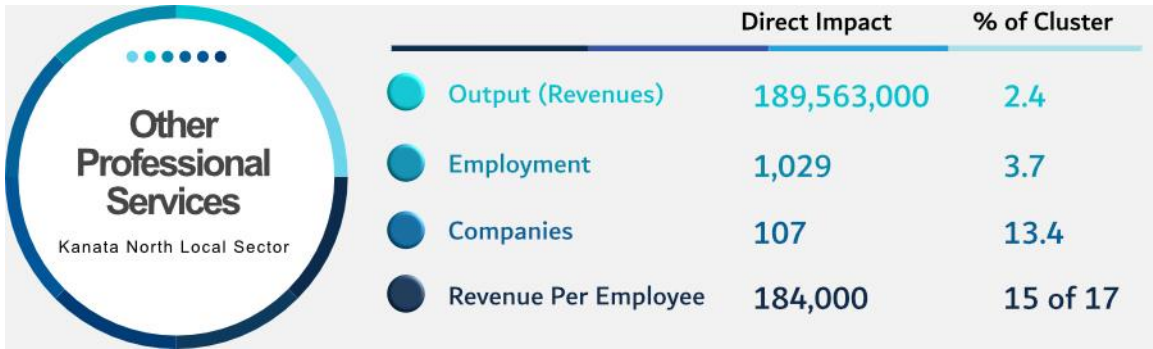 Other
Professional
Services
Kanata North Local Sector
Direct Impact % of Cluster
Output (Revenues) 189,563,000 2.4
Employment 1,029 3.7
Companies 107 13.4
Revenue Per Employee 184,000 15 of 17